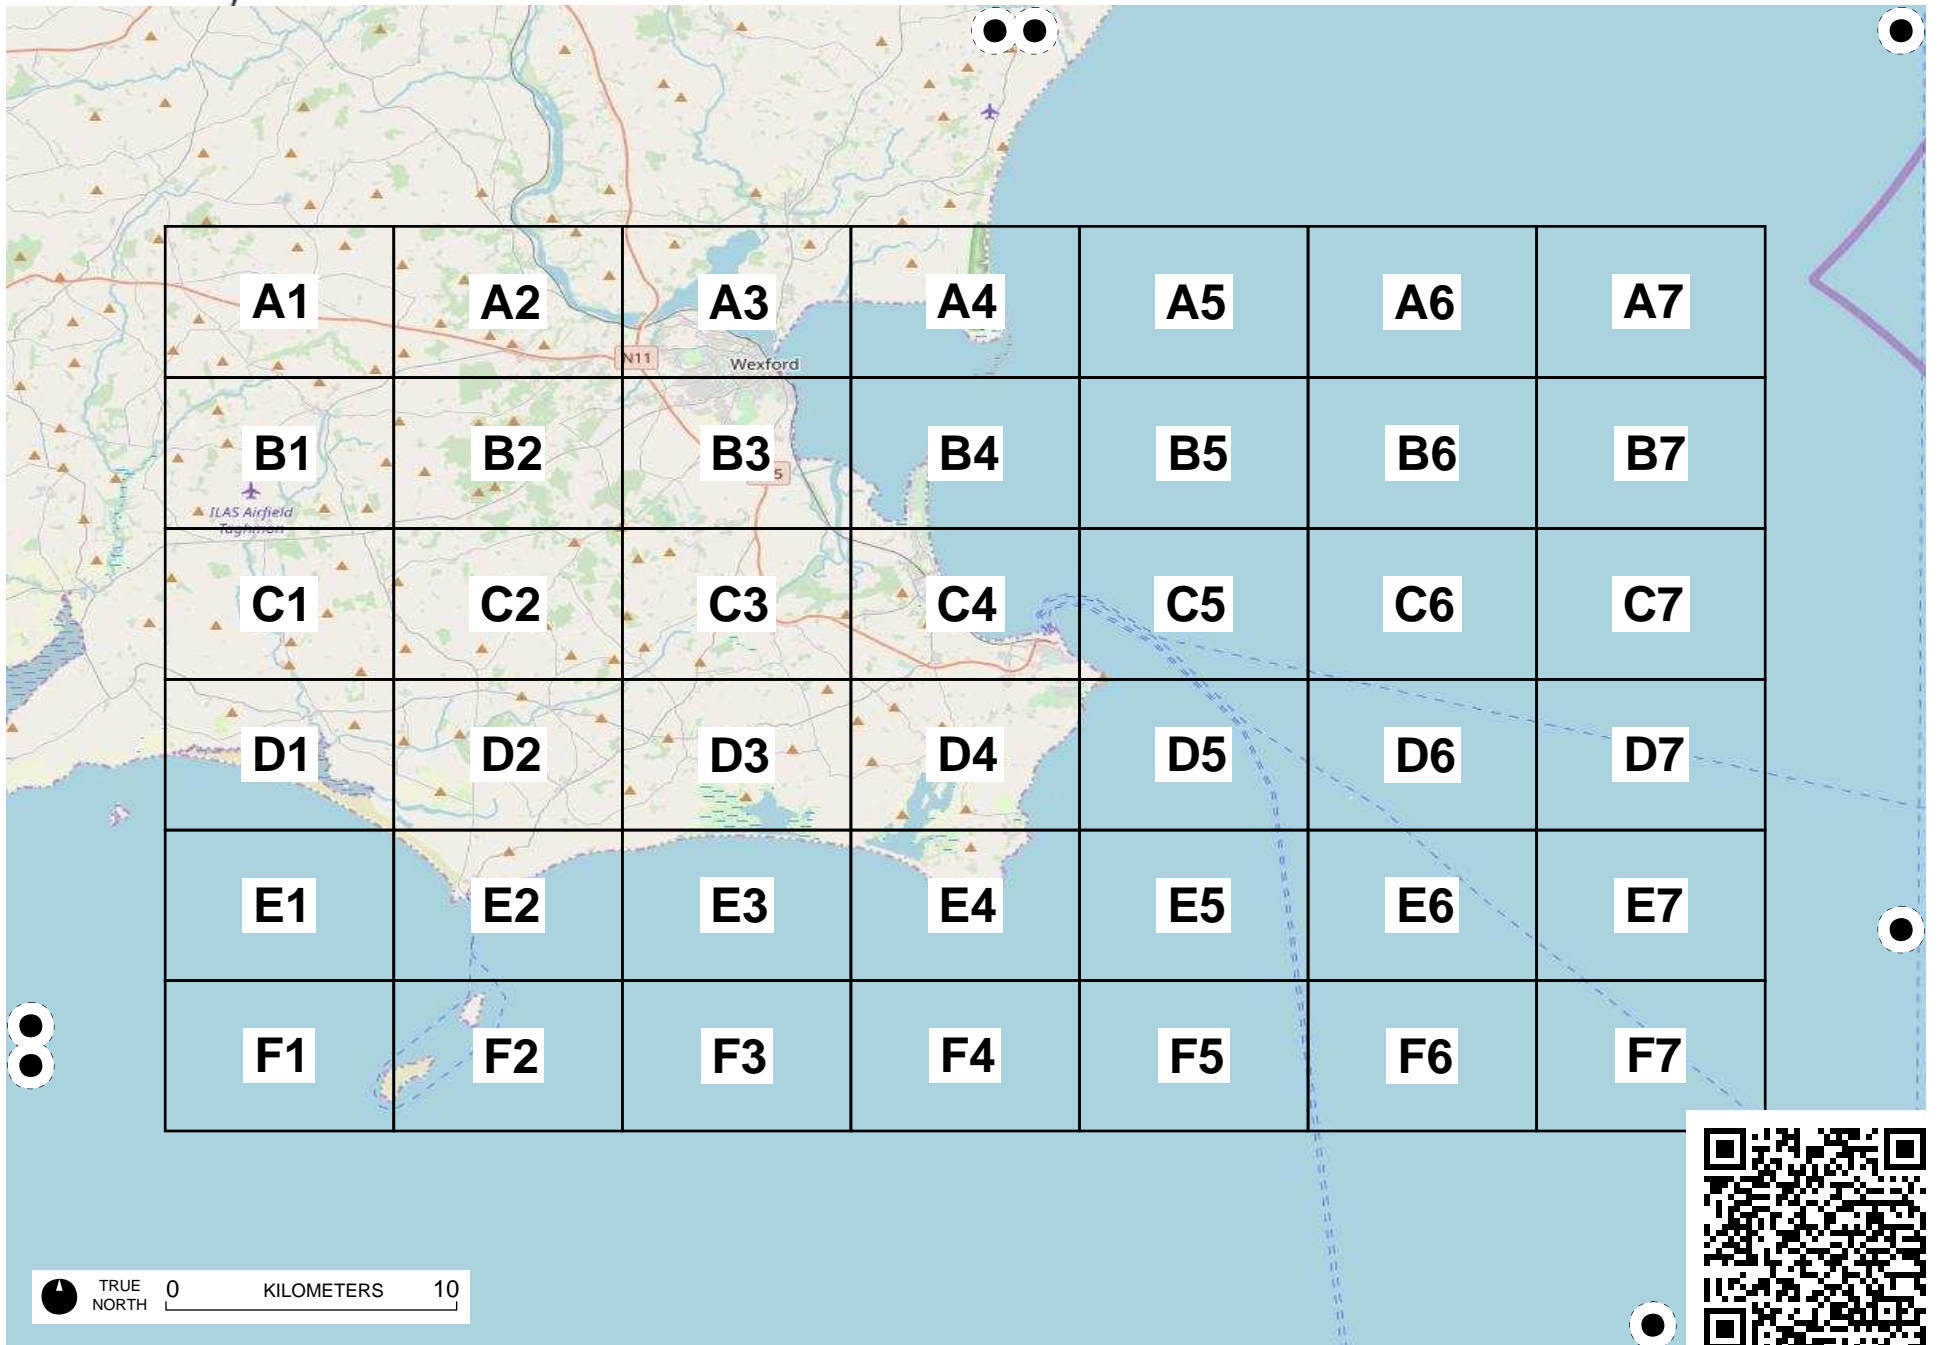 A1 A2 A3 A4 A5 A6 A7
N11
Wexford
B1 B2 B3 B4 B5 B6 B7
5
ILAS Airfield
Taghmon
C1 C2 C3 C4 C5 C6 C7
D1 D2 D3 D4 D5 D6 D7
E1 E2 E3 E4 E5 E6 E7
F1 F2 F3 F4 F5 F6 F7
TRUE NORTH
0 KILOMETERS 10